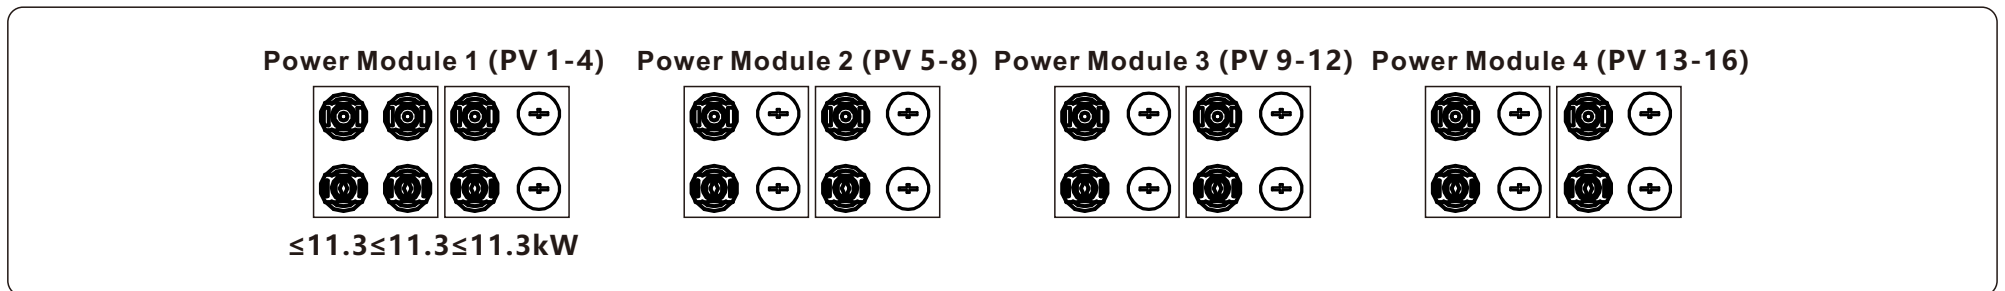 Power Module 1 (PV 1-4) Power Module 2 (PV 5-8) Power Module 3 (PV 9-12) Power Module 4 (PV 13-16)
≤11.3≤11.3≤11.3kW